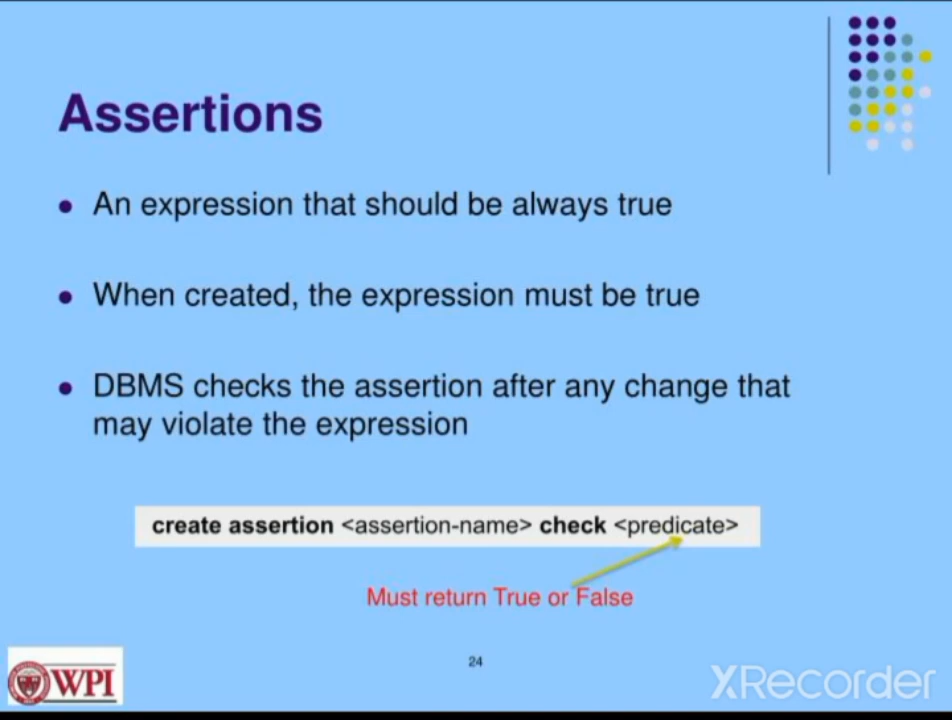 Assertions
● An expression that should be always true
● When created, the expression must be true
● DBMS checks the assertion after any change that
may violate the expression
create assertion <assertion-name> check <predicate>
Must return True or False
WPI
24
XRecorder